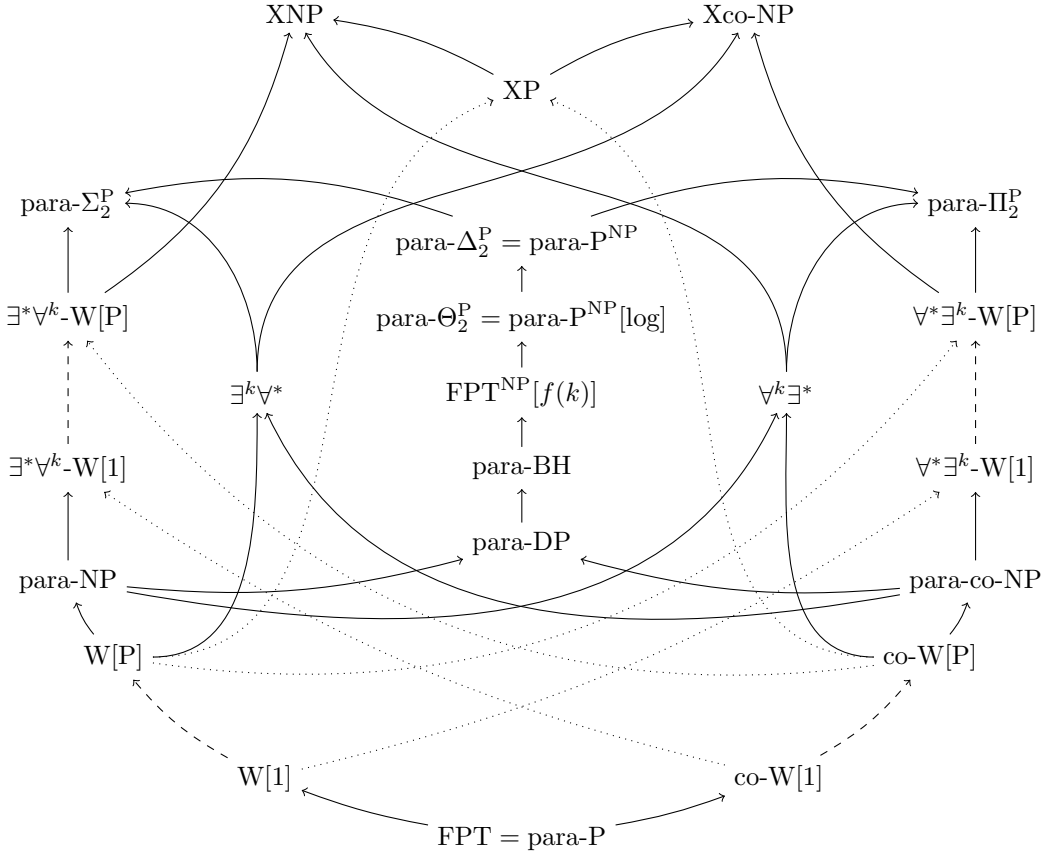 XNP Xco-NP
XP
para-Σ₂ᴾ para-Π₂ᴾ
para-Δ₂ᴾ = para-Pᴺᴾ
∃*∀ᵏ-W[P] para-Θ₂ᴾ = para-Pᴺᴾ[log] ∀*∃ᵏ-W[P]
∃ᵏ∀* FPTᴺᴾ[f(k)] ∀ᵏ∃*
∃*∀ᵏ-W[1] para-BH ∀*∃ᵏ-W[1]
para-DP
para-NP para-co-NP
W[P] co-W[P]
W[1] co-W[1]
FPT = para-P